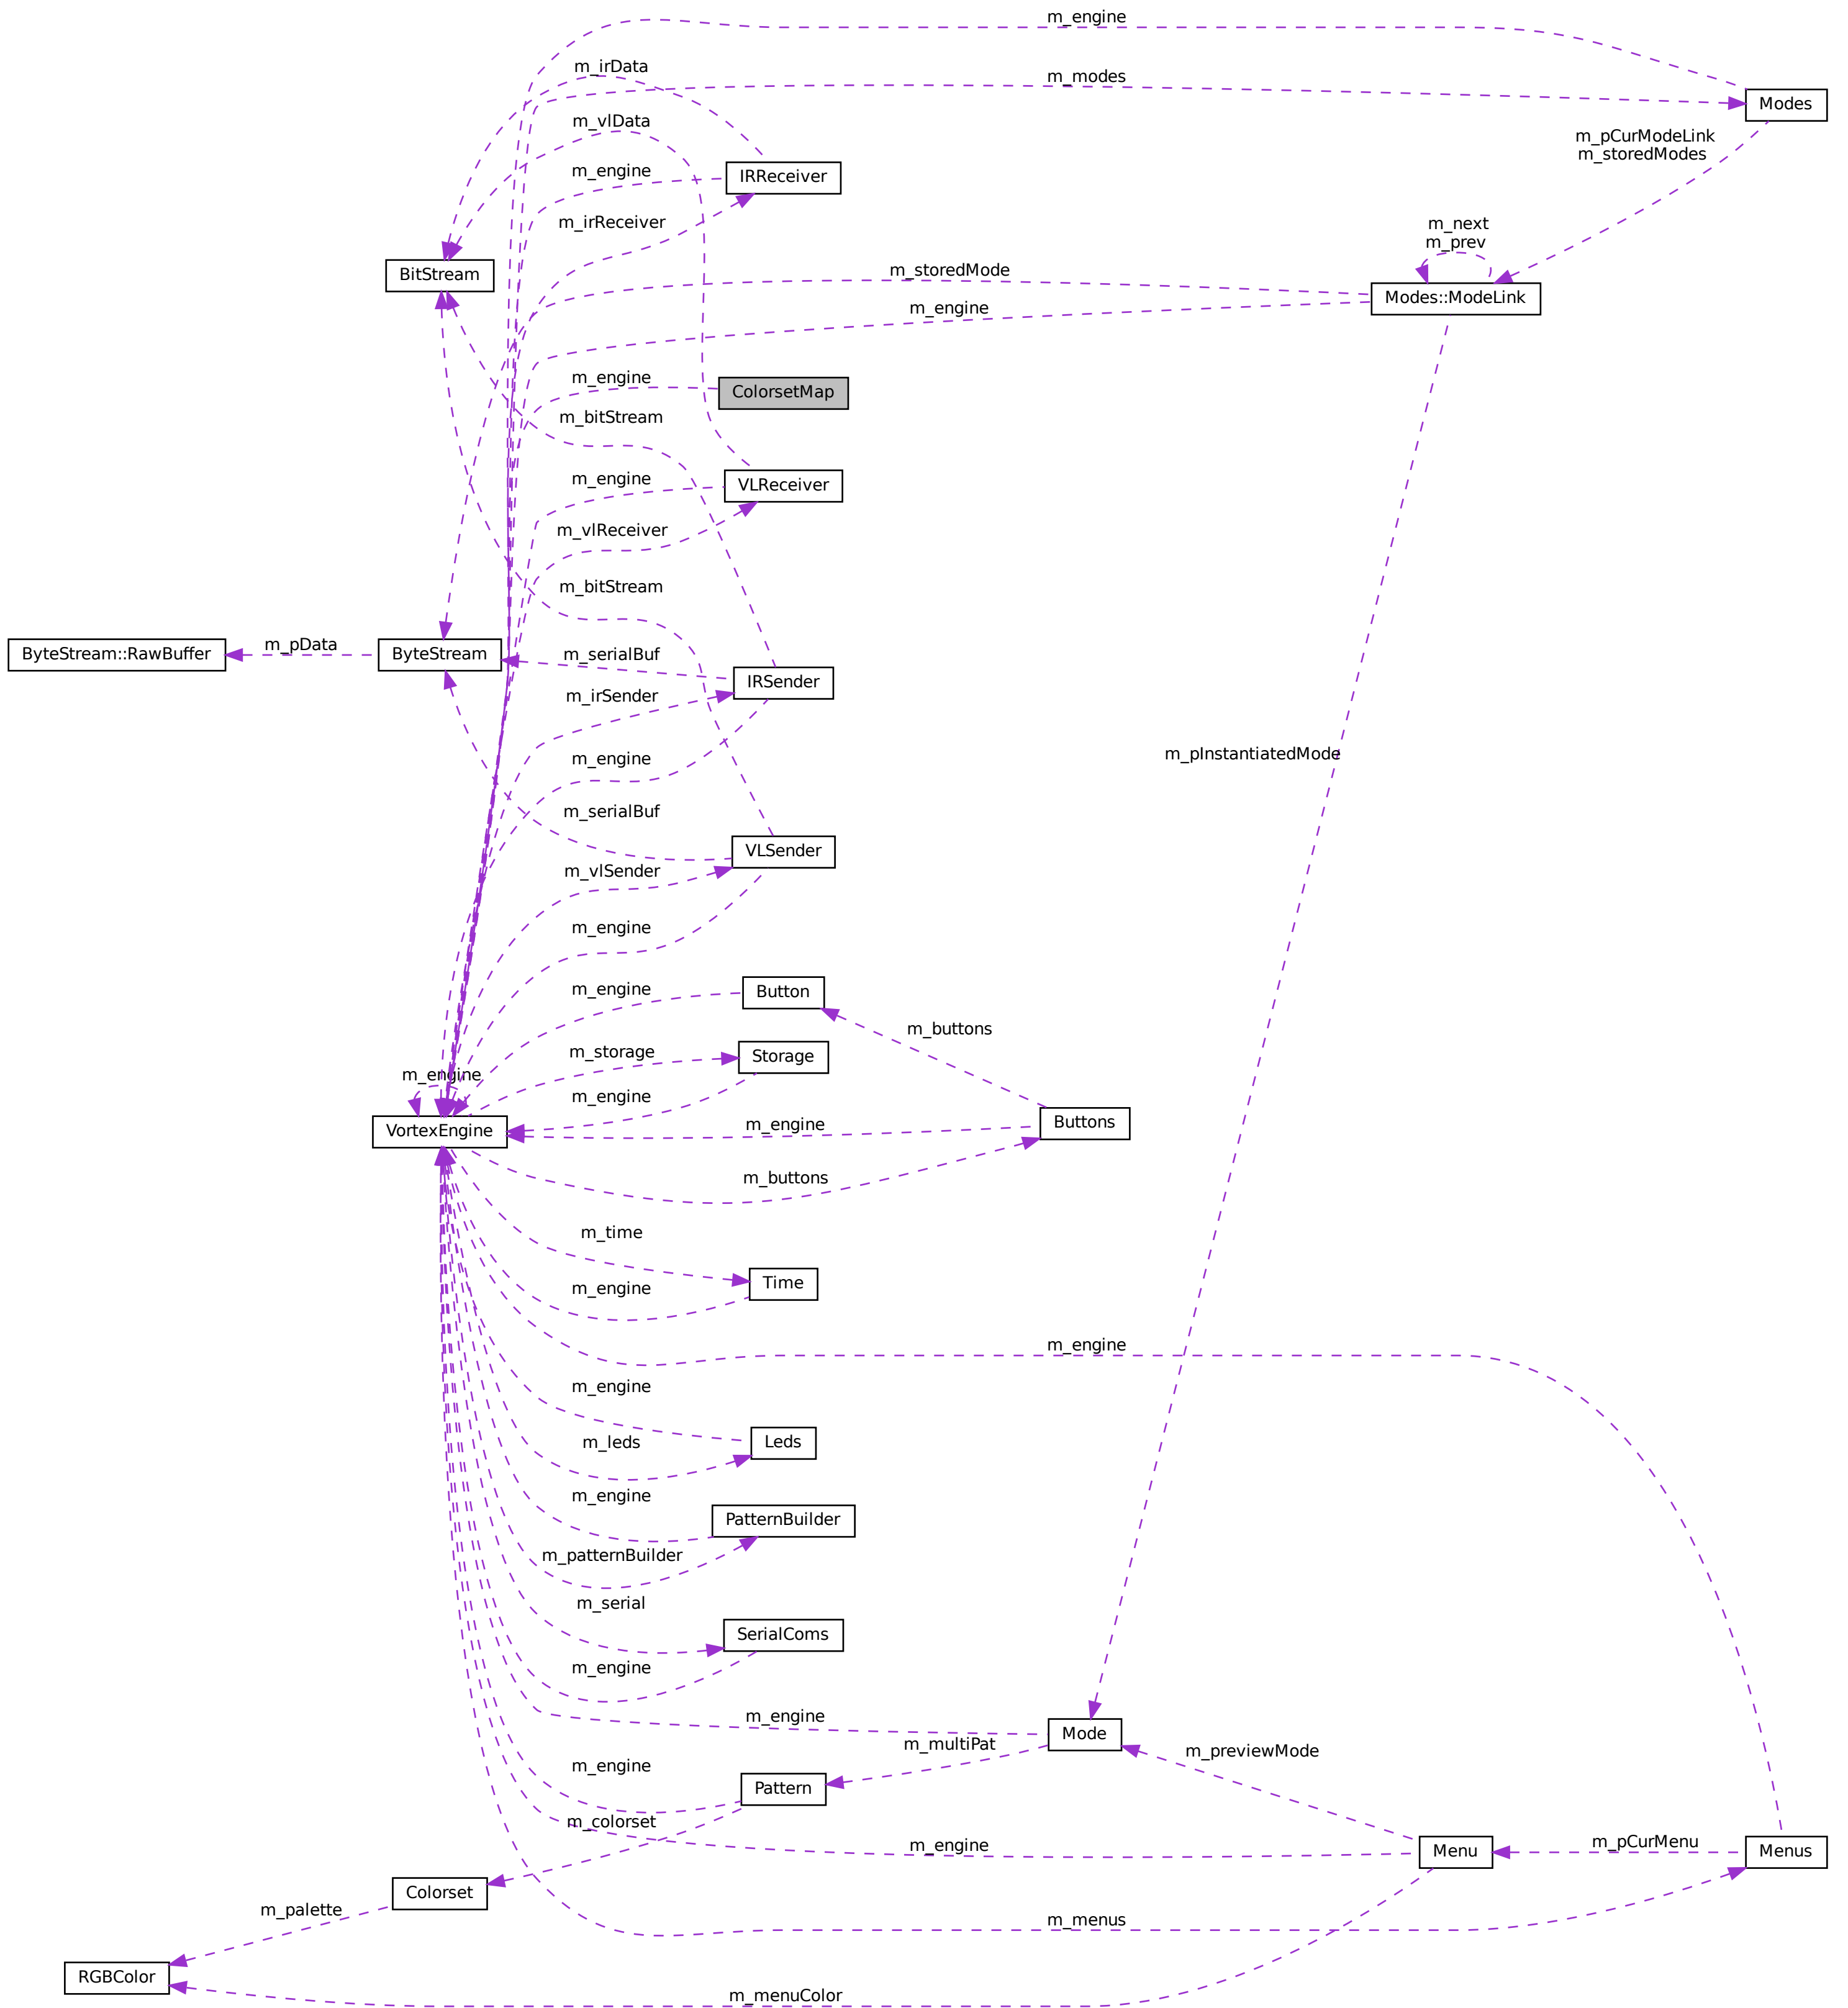 m_engine
m_irData
m_modes
Modes
m_vlData
m_pCurModeLink
m_storedModes
m_engine
IRReceiver
m_irReceiver
m_next
m_prev
BitStream
m_storedMode
Modes::ModeLink
m_engine
m_engine
ColorsetMap
m_bitStream
m_engine
VLReceiver
m_vlReceiver
m_bitStream
ByteStream::RawBuffer
m_pData
ByteStream
m_serialBuf
IRSender
m_irSender
m_pInstantiatedMode
m_engine
m_serialBuf
VLSender
m_vlSender
m_engine
m_engine
Button
m_buttons
m_storage
Storage
m_engine
m_engine
VortexEngine
m_engine
Buttons
m_buttons
m_time
Time
m_engine
m_engine
m_engine
m_leds
Leds
m_engine
PatternBuilder
m_patternBuilder
m_serial
SerialComs
m_engine
m_engine
Mode
m_multiPat
m_previewMode
m_engine
Pattern
m_colorset
m_engine
Menu
m_pCurMenu
Menus
Colorset
m_palette
m_menus
RGBColor
m_menuColor